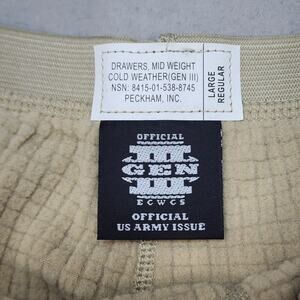 DRAWERS, MID WEIGHT
COLD WEATHER(GEN III)
NSN: 8415-01-538-8745
PECKHAM, INC.
LARGE
REGULAR
OFFICIAL
III
GEN
III
ECWCS
OFFICIAL
US ARMY ISSUE